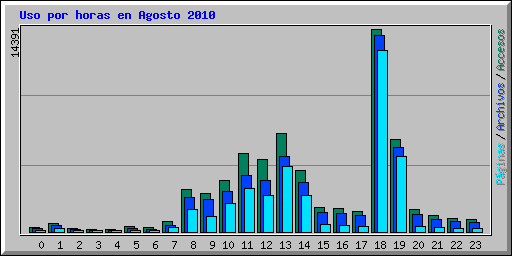 Uso por horas en Agosto 2010
14391
0 1 2 3 4 5 6 7 8 9 10 11 12 13 14 15 16 17 18 19 20 21 22 23
Páginas / Archivos / Accesos